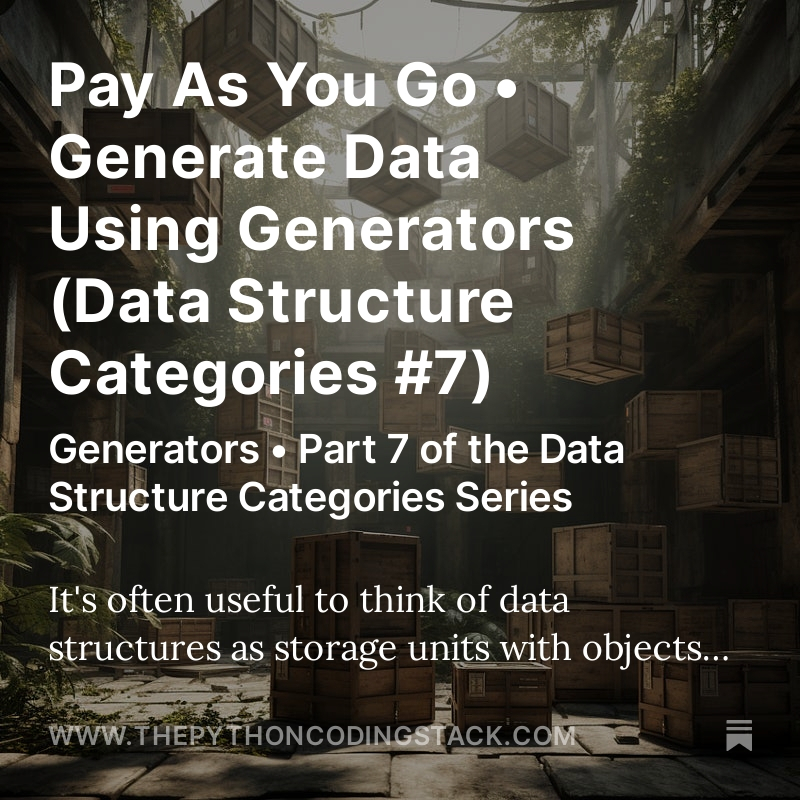 Pay As You Go •
Generate Data
Using Generators
(Data Structure
Categories #7)
Generators • Part 7 of the Data
Structure Categories Series
It's often useful to think of data
structures as storage units with objects...
WWW.THEPYTHONCODINGSTACK.COM